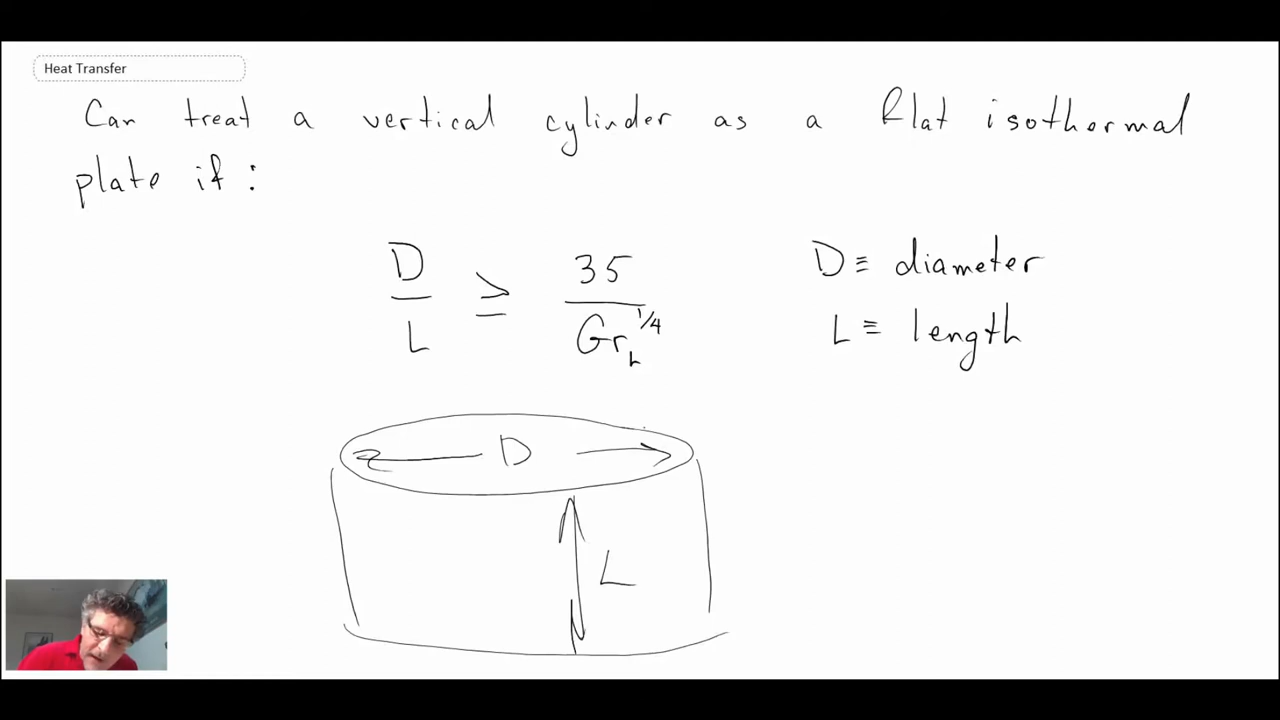 Heat Transfer
Can treat a vertical cylinder as a flat isothermal
plate if :
D/L ≥ 35/Gr_L^1/4
D ≡ diameter
L ≡ length
D
L